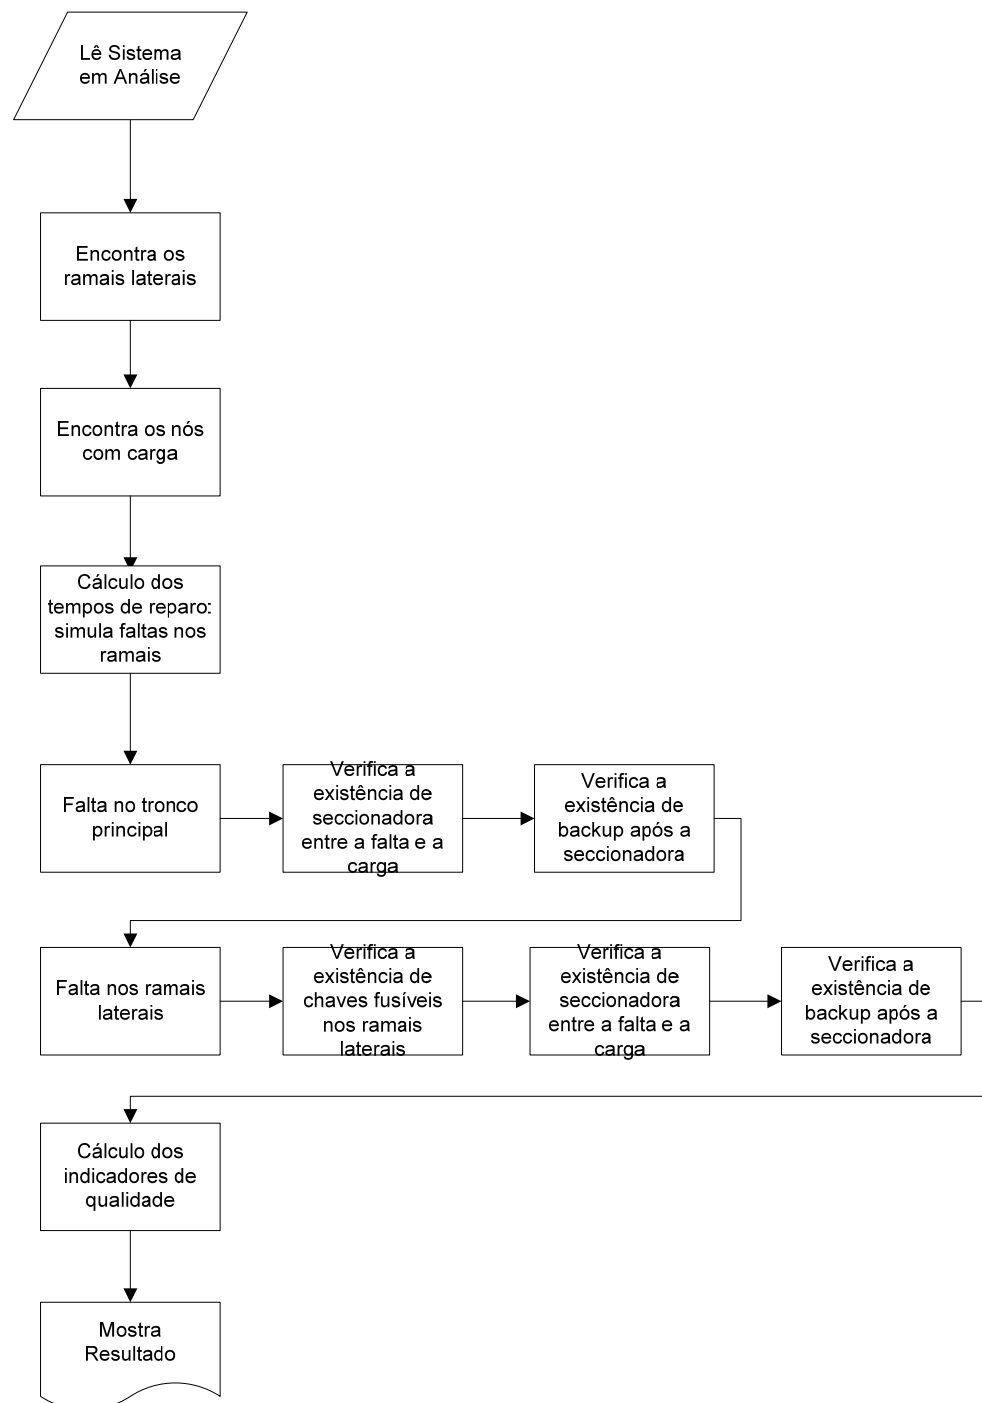 Lê Sistema
em Análise
Encontra os
ramais laterais
Encontra os nós
com carga
Cálculo dos
tempos de reparo:
simula faltas nos
ramais
Falta no tronco
principal
Verifica a
existência de
seccionadora
entre a falta e a
carga
Verifica a
existência de
backup após a
seccionadora
Falta nos ramais
laterais
Verifica a
existência de
chaves fusíveis
nos ramais
laterais
Verifica a
existência de
seccionadora
entre a falta e a
carga
Verifica a
existência de
backup após a
seccionadora
Cálculo dos
indicadores de
qualidade
Mostra
Resultado